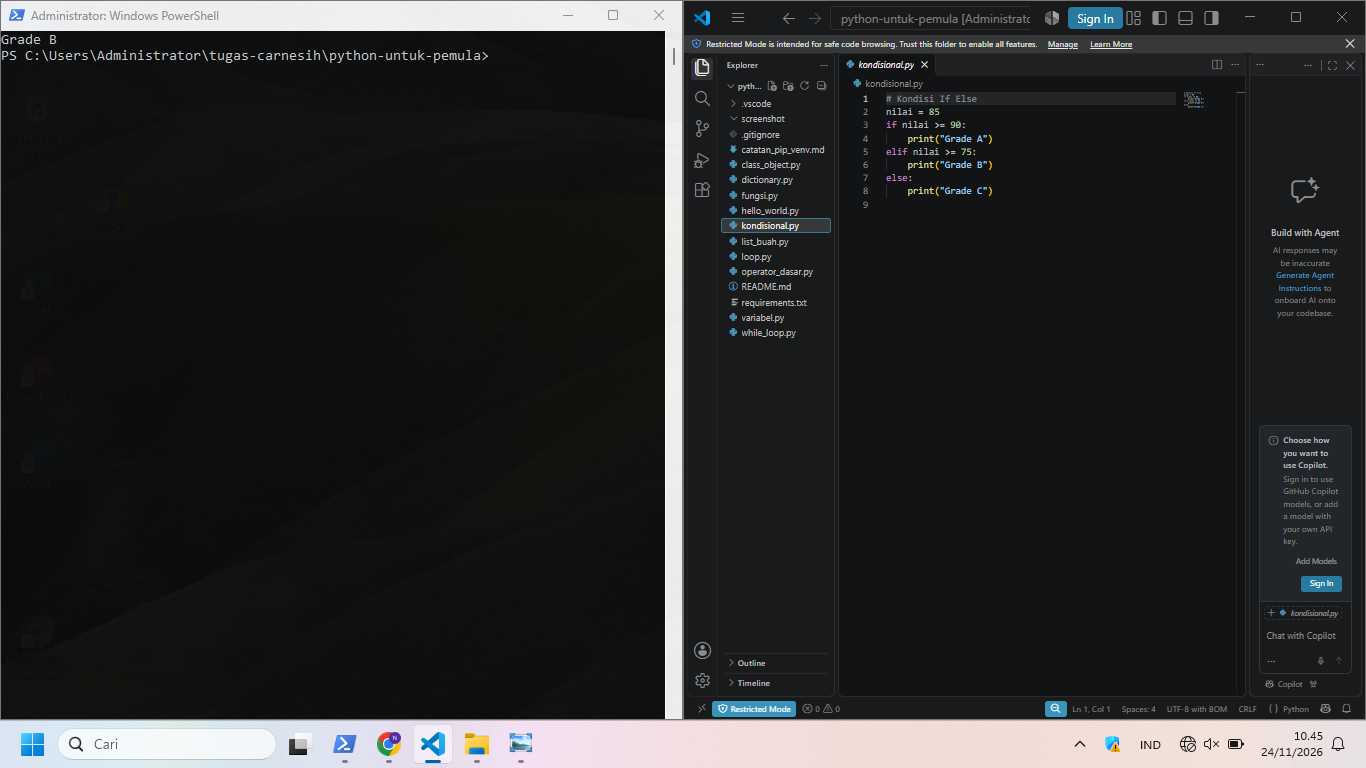 Administrator: Windows PowerShell
Grade B
PS C:\Users\Administrator\tugas-carnesih\python-untuk-pemula>
Excel
PowerPoint
Word
python-untuk-pemula [Administrato
Sign In
Restricted Mode is intended for safe code browsing. Trust this folder to enable all features. Manage Learn More
Explorer
pyth...
.vscode
screenshot
.gitignore
catatan_pip_venv.md
class_object.py
dictionary.py
fungsi.py
hello_world.py
kondisional.py
list_buah.py
loop.py
operator_dasar.py
README.md
requirements.txt
variabel.py
while_loop.py
Outline
Timeline
kondisional.py
kondisional.py
1 # Kondisi If Else
2 nilai = 85
3 if nilai >= 90:
4 print("Grade A")
5 elif nilai >= 75:
6 print("Grade B")
7 else:
8 print("Grade C")
9
Build with Agent
AI responses may
be inaccurate
Generate Agent
Instructions to
onboard AI onto
your codebase.
Choose how
you want to
use Copilot.
Sign in to use
GitHub Copilot
models, or add
a model with
your own API
key.
Add Models
Sign In
kondisional.py
Chat with Copilot
Copilot
Restricted Mode 0 0 Ln 1, Col 1 Spaces: 4 UTF-8 with BOM CRLF {} Python
Cari
IND
10.45
24/11/2026